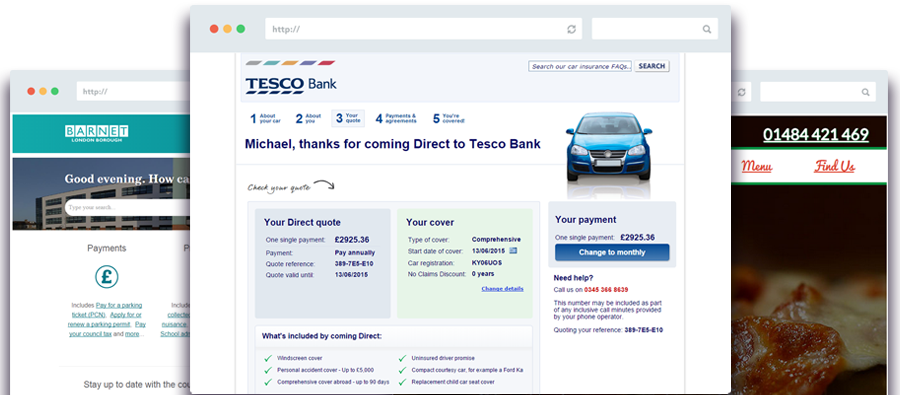 http://
BARNET
LONDON BOROUGH
Good evening. How ca
Type your search...
Payments
P
£
Includes Pay for a parking
ticket (PCN), Apply for or
renew a parking permit, Pay
your council tax and more...
Includ
collecte
nuisance
School adm
Stay up to date with the cou
http://
Search our car insurance FAQs..
SEARCH
TESCO Bank
1 About your car
2 About you
3 Your quote
4 Payments & agreements
5 You're covered!
Michael, thanks for coming Direct to Tesco Bank
Check your quote
Your Direct quote
One single payment: £2925.36
Payment: Pay annually
Quote reference: 389-7E5-E10
Quote valid until: 13/06/2015
Your cover
Type of cover: Comprehensive
Start date of cover: 13/06/2015
Car registration: KY06UOS
No Claims Discount: 0 years
Change details
Your payment
One single payment: £2925.36
Change to monthly
Need help?
Call us on 0345 366 8639
This number may be included as part
of any inclusive call minutes provided
by your phone operator.
Quoting your reference: 389-7E5-E10
What's included by coming Direct:
Windscreen cover
Personal accident cover - Up to £5,000
Comprehensive cover abroad - up to 90 days
Uninsured driver promise
Compact courtesy car, for example a Ford Ka
Replacement child car seat cover
01484 421 469
Menu
Find Us